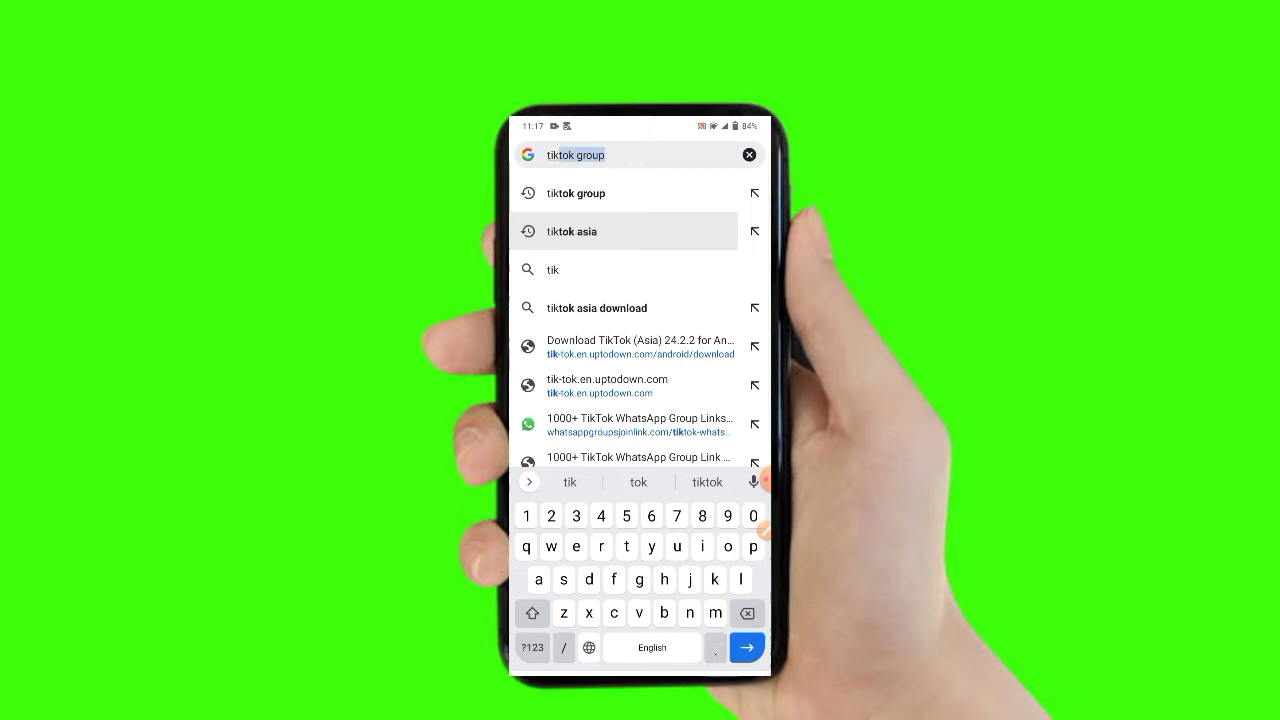 11:17 84%
tiktok group
tiktok group
tiktok asia
tik
tiktok asia download
Download TikTok (Asia) 24.2.2 for An...
tik-tok.en.uptodown.com/android/download
tik-tok.en.uptodown.com
tik-tok.en.uptodown.com
1000+ TikTok WhatsApp Group Links...
whatsappgroupsjoinlink.com/tiktok-whats...
1000+ TikTok WhatsApp Group Link ...
tik tok tiktok
1 2 3 4 5 6 7 8 9 0
q w e r t y u i o p
a s d f g h j k l
z x c v b n m
?123 / English .